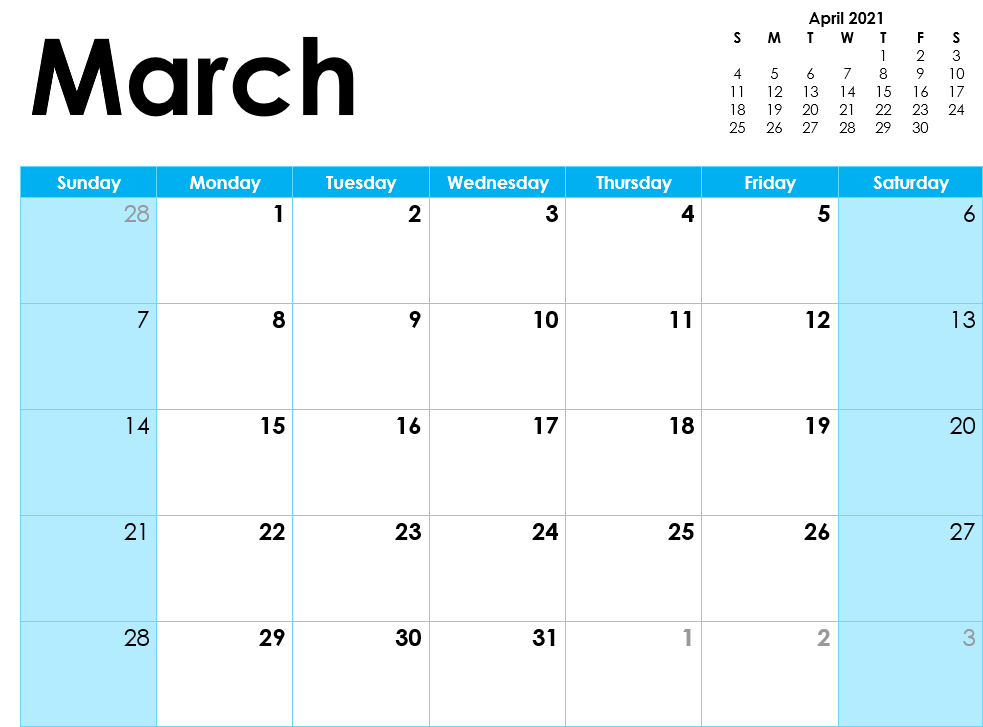 March
April 2021
S M T W T F S
1 2 3
4 5 6 7 8 9 10
11 12 13 14 15 16 17
18 19 20 21 22 23 24
25 26 27 28 29 30
Sunday Monday Tuesday Wednesday Thursday Friday Saturday
28 1 2 3 4 5 6
7 8 9 10 11 12 13
14 15 16 17 18 19 20
21 22 23 24 25 26 27
28 29 30 31 1 2 3